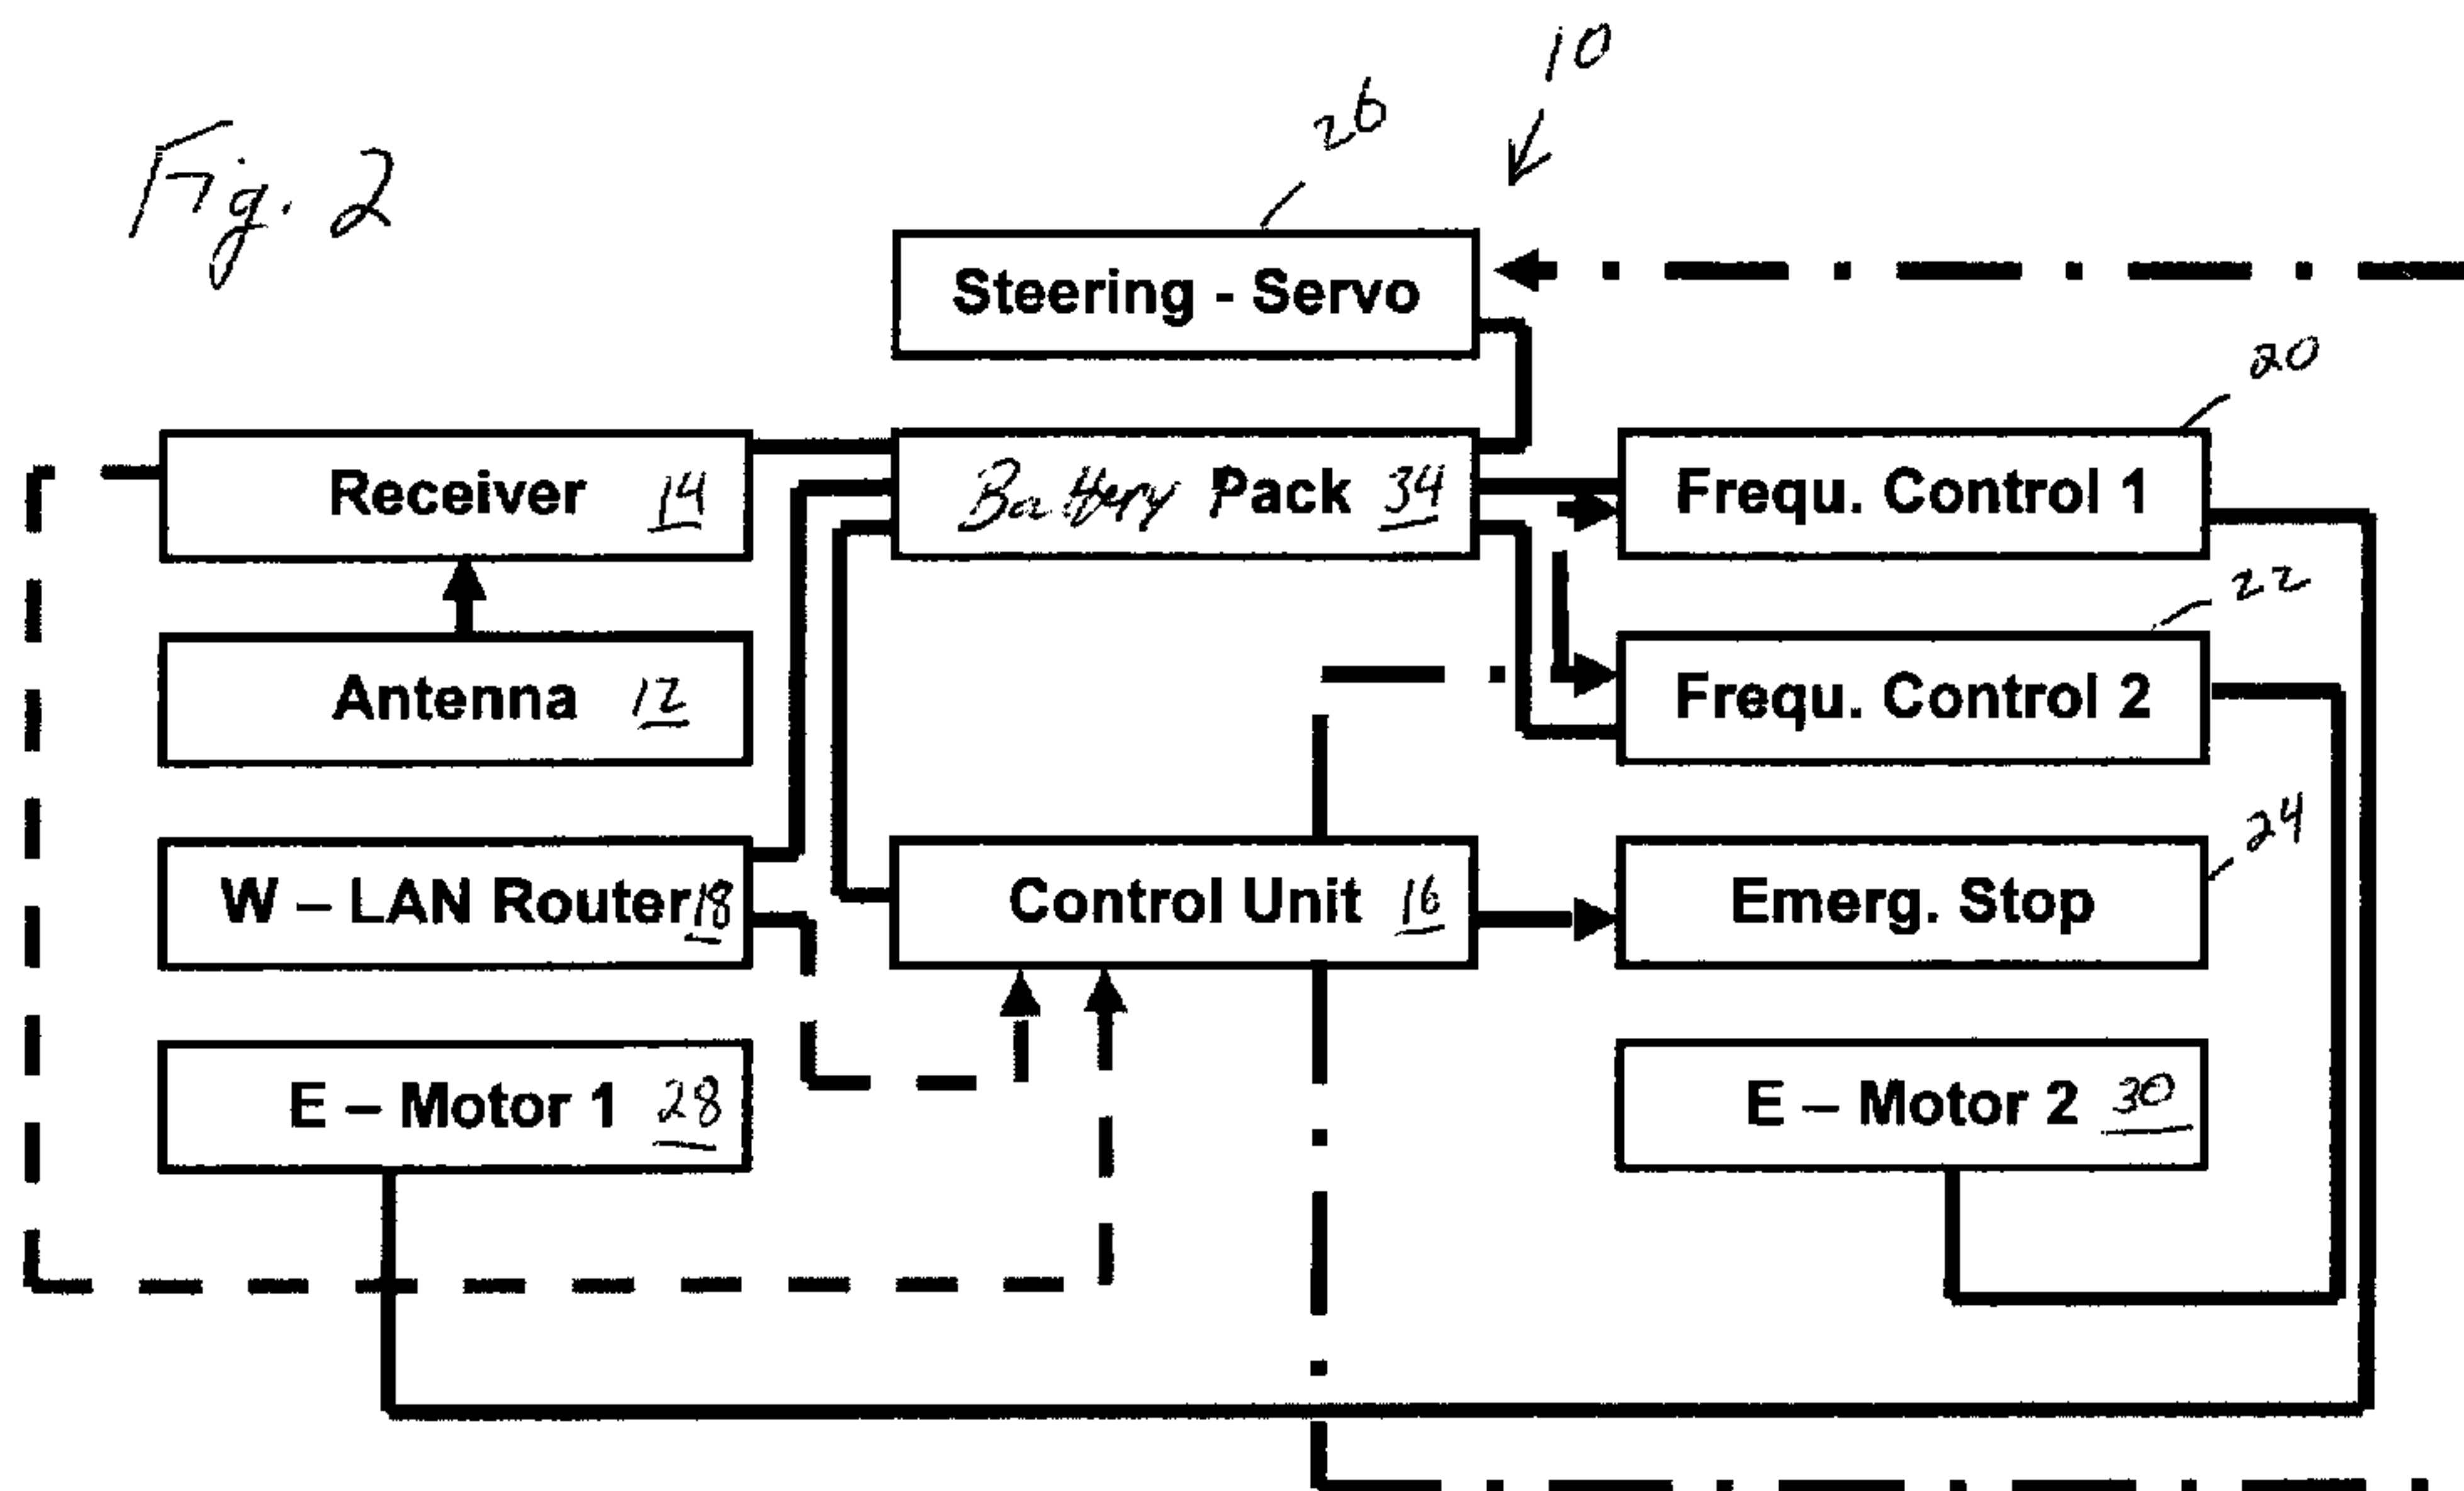 Fig. 2
10
26
Steering - Servo
20
Receiver 14
Battery Pack 34
Frequ. Control 1
22
Antenna 12
Frequ. Control 2
24
W – LAN Router 18
Control Unit 16
Emerg. Stop
E – Motor 1 28
E – Motor 2 30